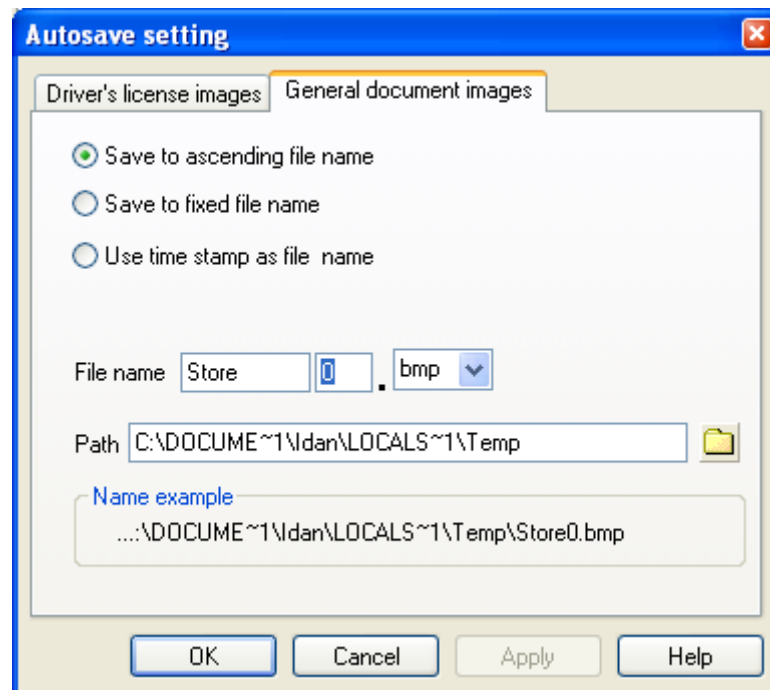 Autosave setting
Driver's license images General document images
Save to ascending file name
Save to fixed file name
Use time stamp as file name
File name Store 0 . bmp
Path C:\DOCUME~1\Idan\LOCALS~1\Temp
Name example
...:\DOCUME~1\Idan\LOCALS~1\Temp\Store0.bmp
OK Cancel Apply Help